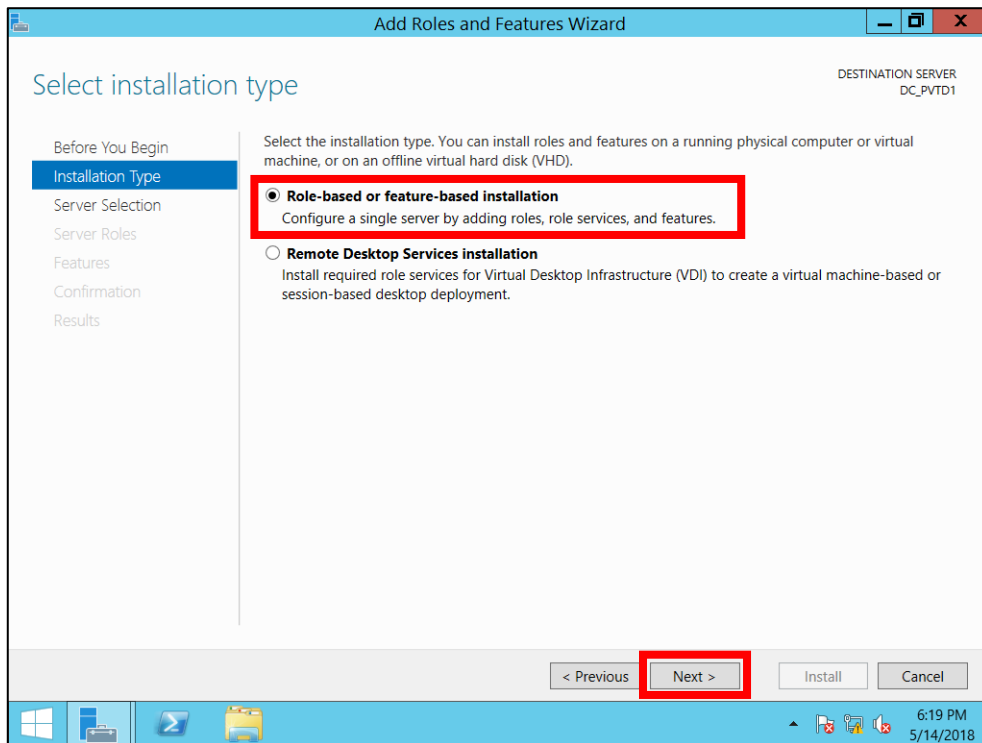 Add Roles and Features Wizard
Select installation type
DESTINATION SERVER
DC_PVTD1
Before You Begin
Installation Type
Server Selection
Server Roles
Features
Confirmation
Results
Select the installation type. You can install roles and features on a running physical computer or virtual
machine, or on an offline virtual hard disk (VHD).
Role-based or feature-based installation
Configure a single server by adding roles, role services, and features.
Remote Desktop Services installation
Install required role services for Virtual Desktop Infrastructure (VDI) to create a virtual machine-based or
session-based desktop deployment.
< Previous
Next >
Install
Cancel
6:19 PM
5/14/2018